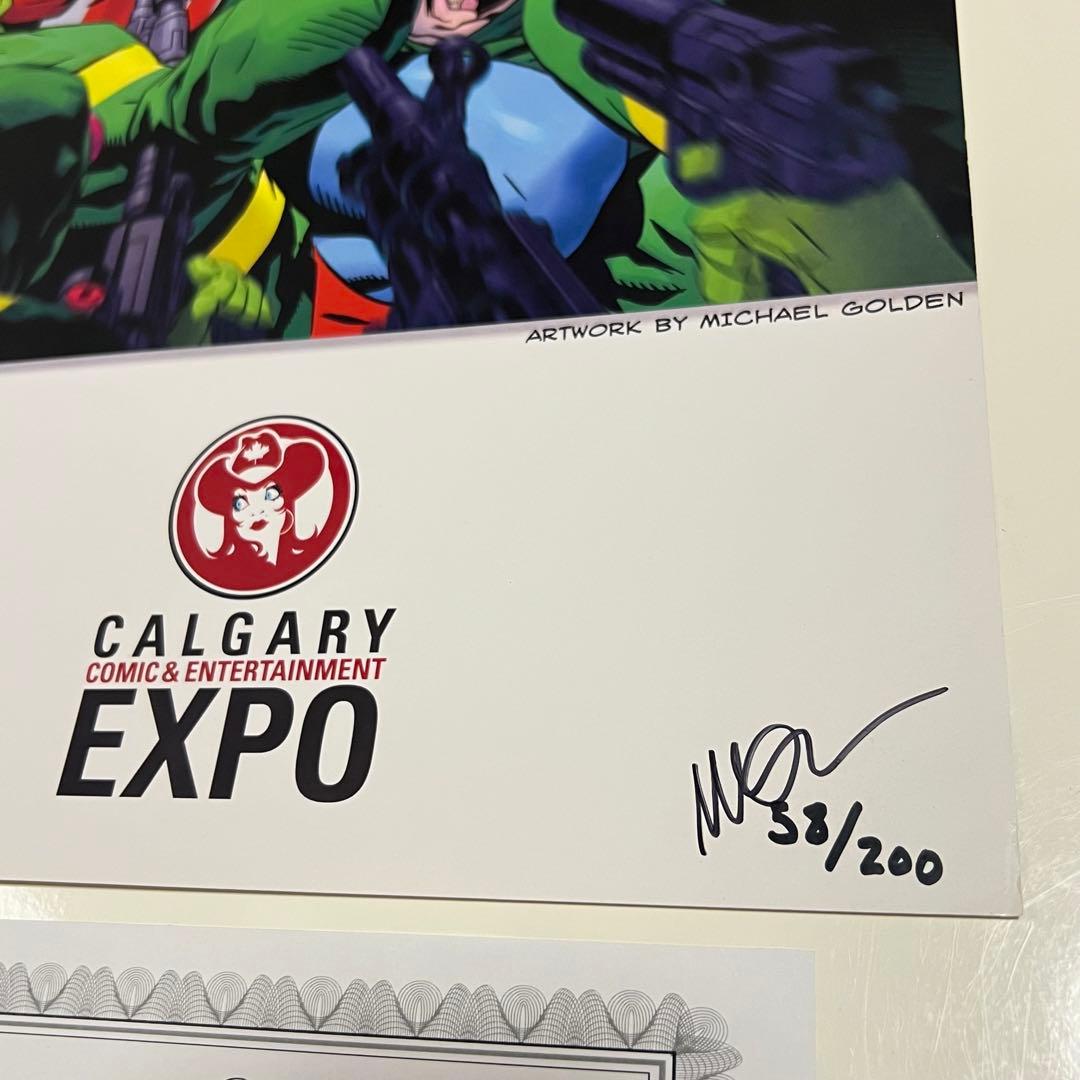 ARTWORK BY MICHAEL GOLDEN
CALGARY
COMIC & ENTERTAINMENT
EXPO
58/200